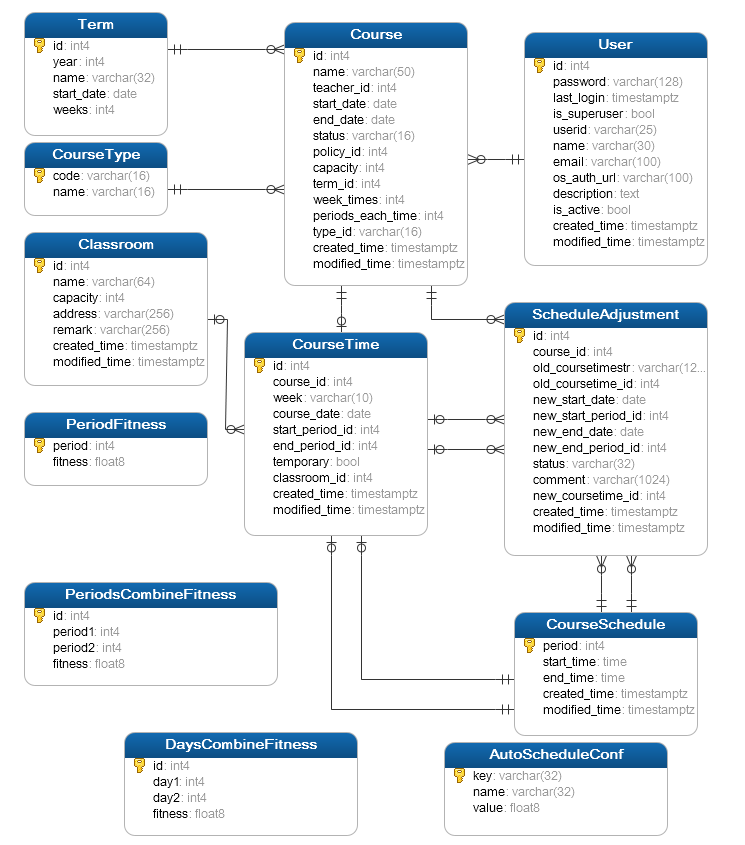 Term
id: int4
year: int4
name: varchar(32)
start_date: date
weeks: int4
CourseType
code: varchar(16)
name: varchar(16)
Classroom
id: int4
name: varchar(64)
capacity: int4
address: varchar(256)
remark: varchar(256)
created_time: timestamptz
modified_time: timestamptz
PeriodFitness
period: int4
fitness: float8
Course
id: int4
name: varchar(50)
teacher_id: int4
start_date: date
end_date: date
status: varchar(16)
policy_id: int4
capacity: int4
term_id: int4
week_times: int4
periods_each_time: int4
type_id: varchar(16)
created_time: timestamptz
modified_time: timestamptz
User
id: int4
password: varchar(128)
last_login: timestamptz
is_superuser: bool
userid: varchar(25)
name: varchar(30)
email: varchar(100)
os_auth_url: varchar(100)
description: text
is_active: bool
created_time: timestamptz
modified_time: timestamptz
CourseTime
id: int4
course_id: int4
week: varchar(10)
course_date: date
start_period_id: int4
end_period_id: int4
temporary: bool
classroom_id: int4
created_time: timestamptz
modified_time: timestamptz
ScheduleAdjustment
id: int4
course_id: int4
old_coursetimestr: varchar(12...
old_coursetime_id: int4
new_start_date: date
new_start_period_id: int4
new_end_date: date
new_end_period_id: int4
status: varchar(32)
comment: varchar(1024)
new_coursetime_id: int4
created_time: timestamptz
modified_time: timestamptz
PeriodsCombineFitness
id: int4
period1: int4
period2: int4
fitness: float8
CourseSchedule
period: int4
start_time: time
end_time: time
created_time: timestamptz
modified_time: timestamptz
DaysCombineFitness
id: int4
day1: int4
day2: int4
fitness: float8
AutoScheduleConf
key: varchar(32)
name: varchar(32)
value: float8